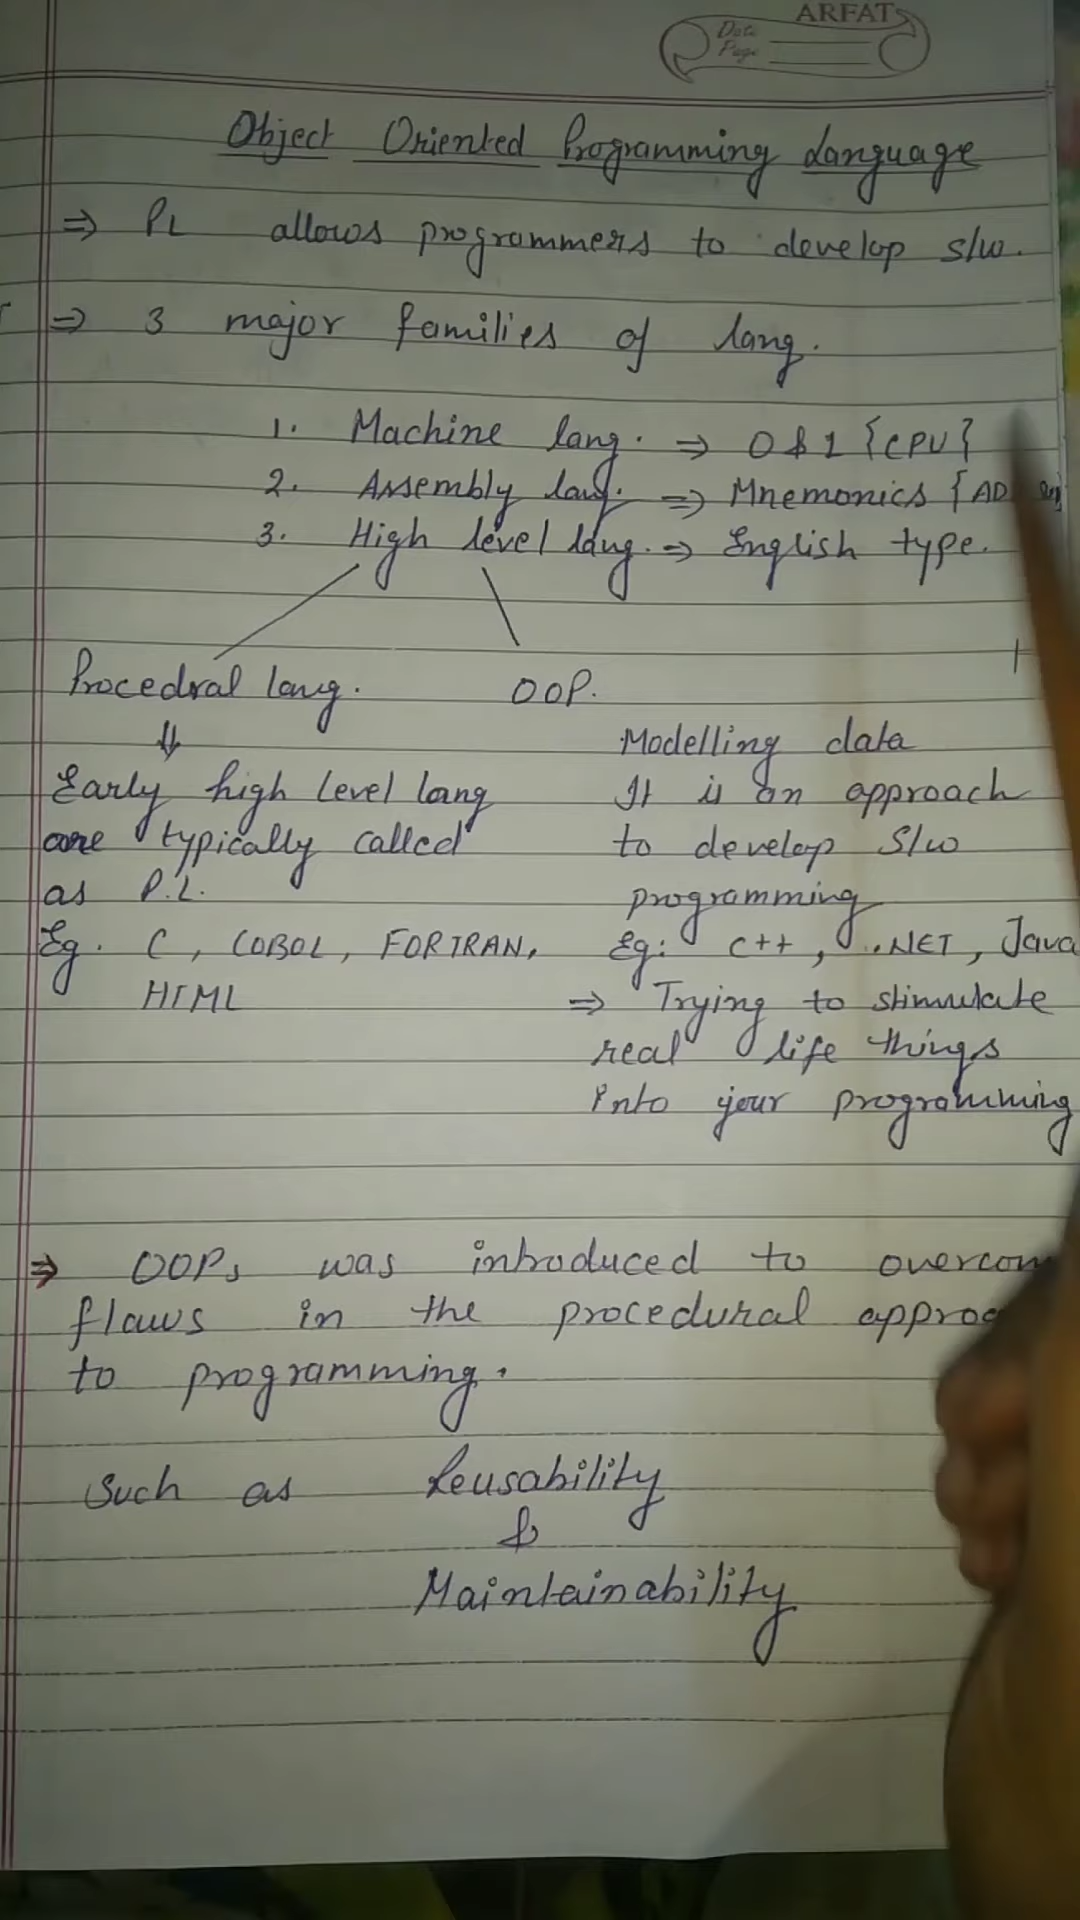 ARFAT
Date
Page
Object Oriented Programming Language
⇒ PL allows programmers to develop s/w.
⇒ 3 major families of lang.
1. Machine lang. ⇒ 0 & 1 {CPU}
2. Assembly lang. ⇒ Mnemonics {AD
3. High level lang. ⇒ English type.
Procedral lang.
OOP.
⇓
Early high level lang
are typically called
as P.L.
Eg. C, COBOL, FORTRAN,
HTML
Modelling data
It is an approach
to develop S/w
programming
Eg: C++, .NET, Java
⇒ Trying to stimulate
real life things
into your programming
⇒ OOPs was introduced to overcom
flaws in the procedural approa
to programming.
Such as Reusability
&
Maintainability